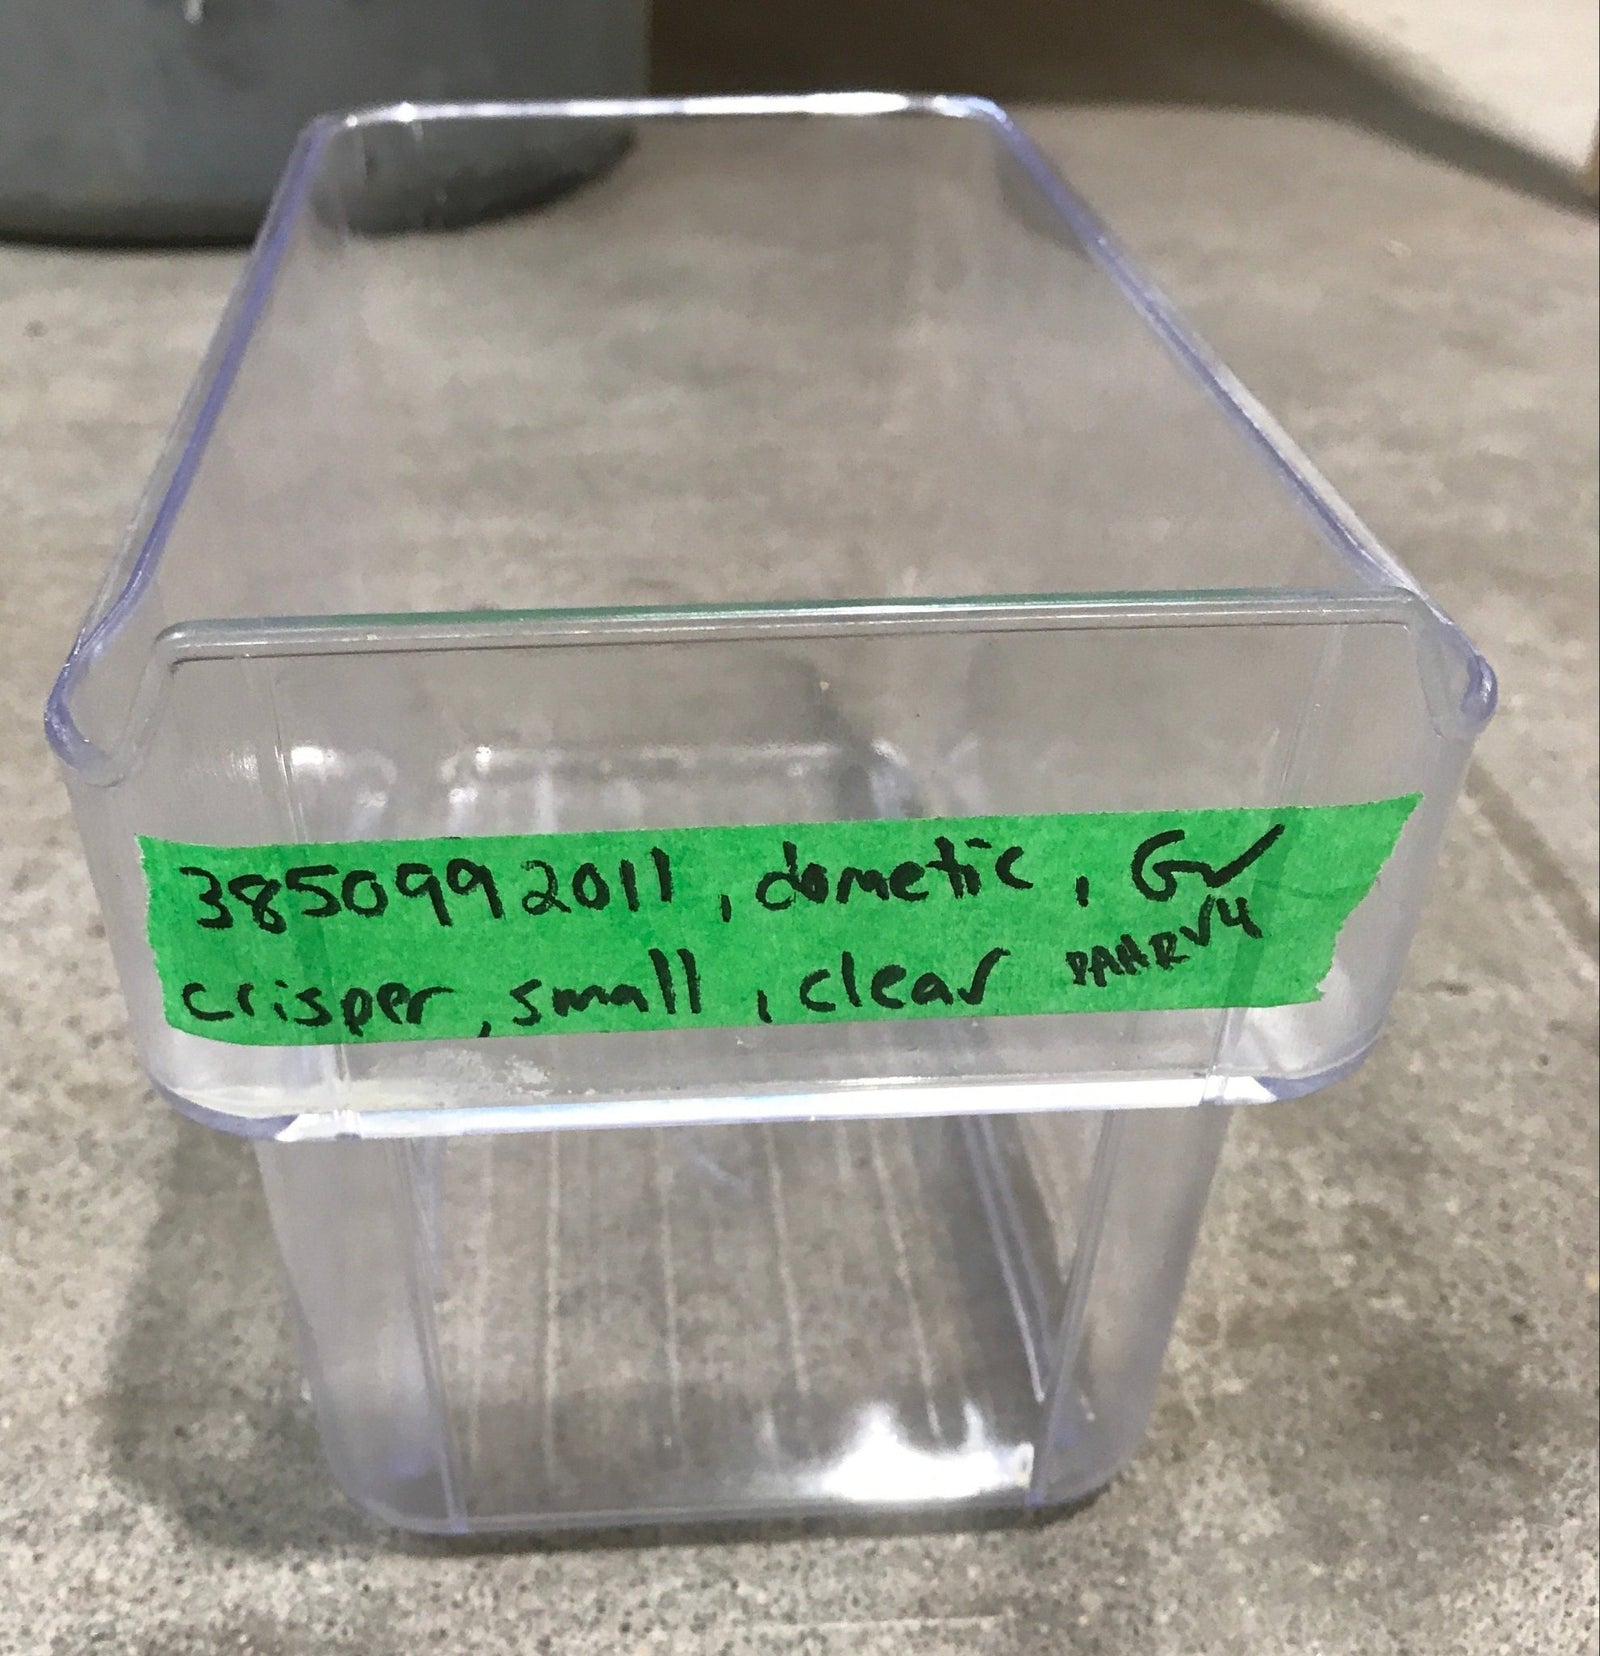 3850992011, dometic, G✓
crisper, small, clear PAHRV4